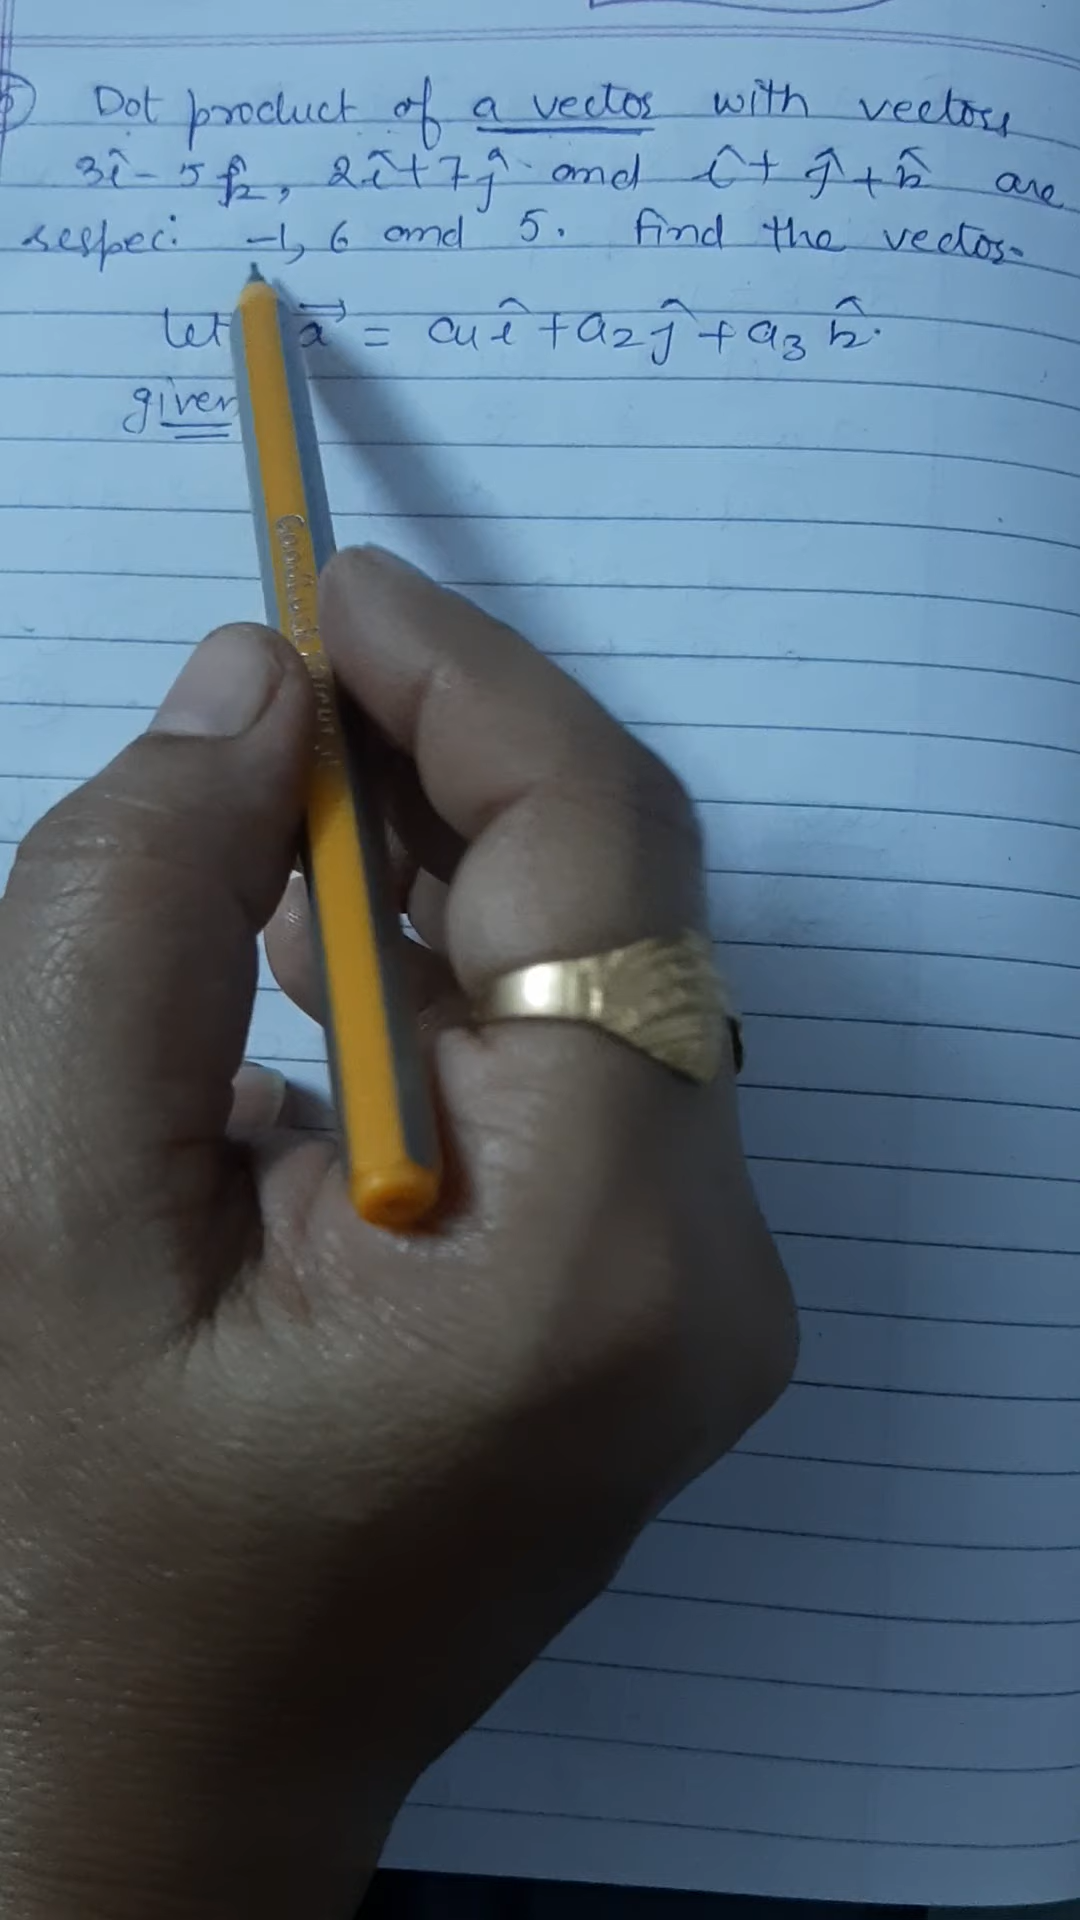 Dot product of a vector with vectors
3î - 5k̂, 2î + 7ĵ and î + ĵ + k̂ are
respec. -1, 6 and 5. Find the vector.
Let a⃗ = a₁î + a₂ĵ + a₃k̂.
given